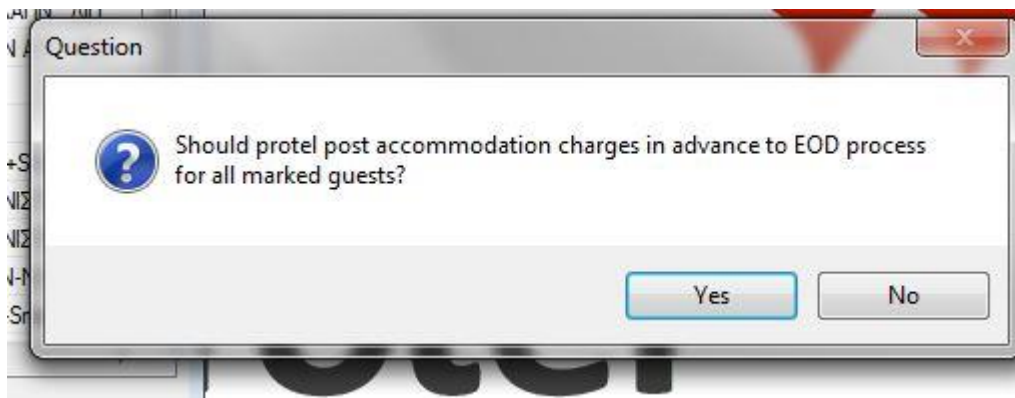 Question
Should protel post accommodation charges in advance to EOD process
for all marked guests?
Yes
No